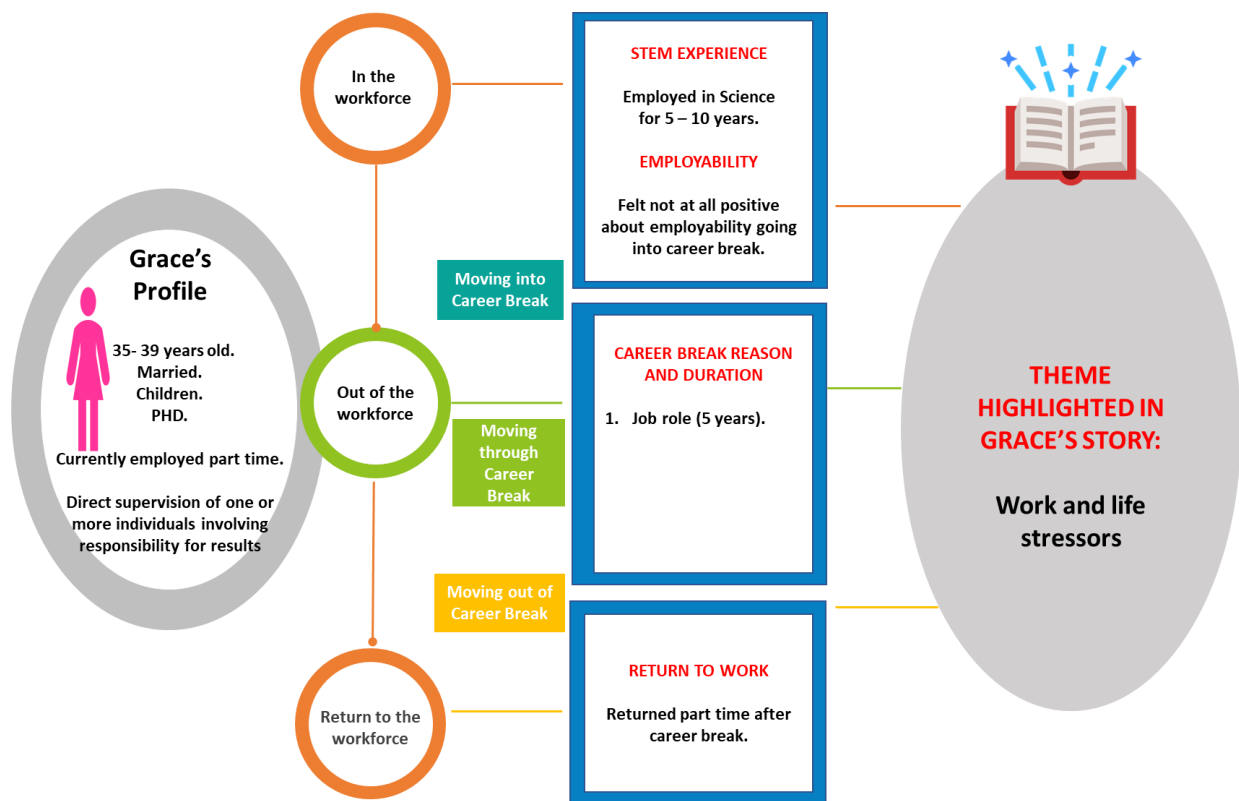 Grace's
Profile
35- 39 years old.
Married.
Children.
PHD.
Currently employed part time.
Direct supervision of one or
more individuals involving
responsibility for results
In the
workforce
Out of the
workforce
Return to the
workforce
Moving into
Career Break
Moving
through
Career
Break
Moving out of
Career Break
STEM EXPERIENCE
Employed in Science
for 5 – 10 years.
EMPLOYABILITY
Felt not at all positive
about employability going
into career break.
CAREER BREAK REASON
AND DURATION
1. Job role (5 years).
RETURN TO WORK
Returned part time after
career break.
THEME
HIGHLIGHTED IN
GRACE'S STORY:
Work and life
stressors